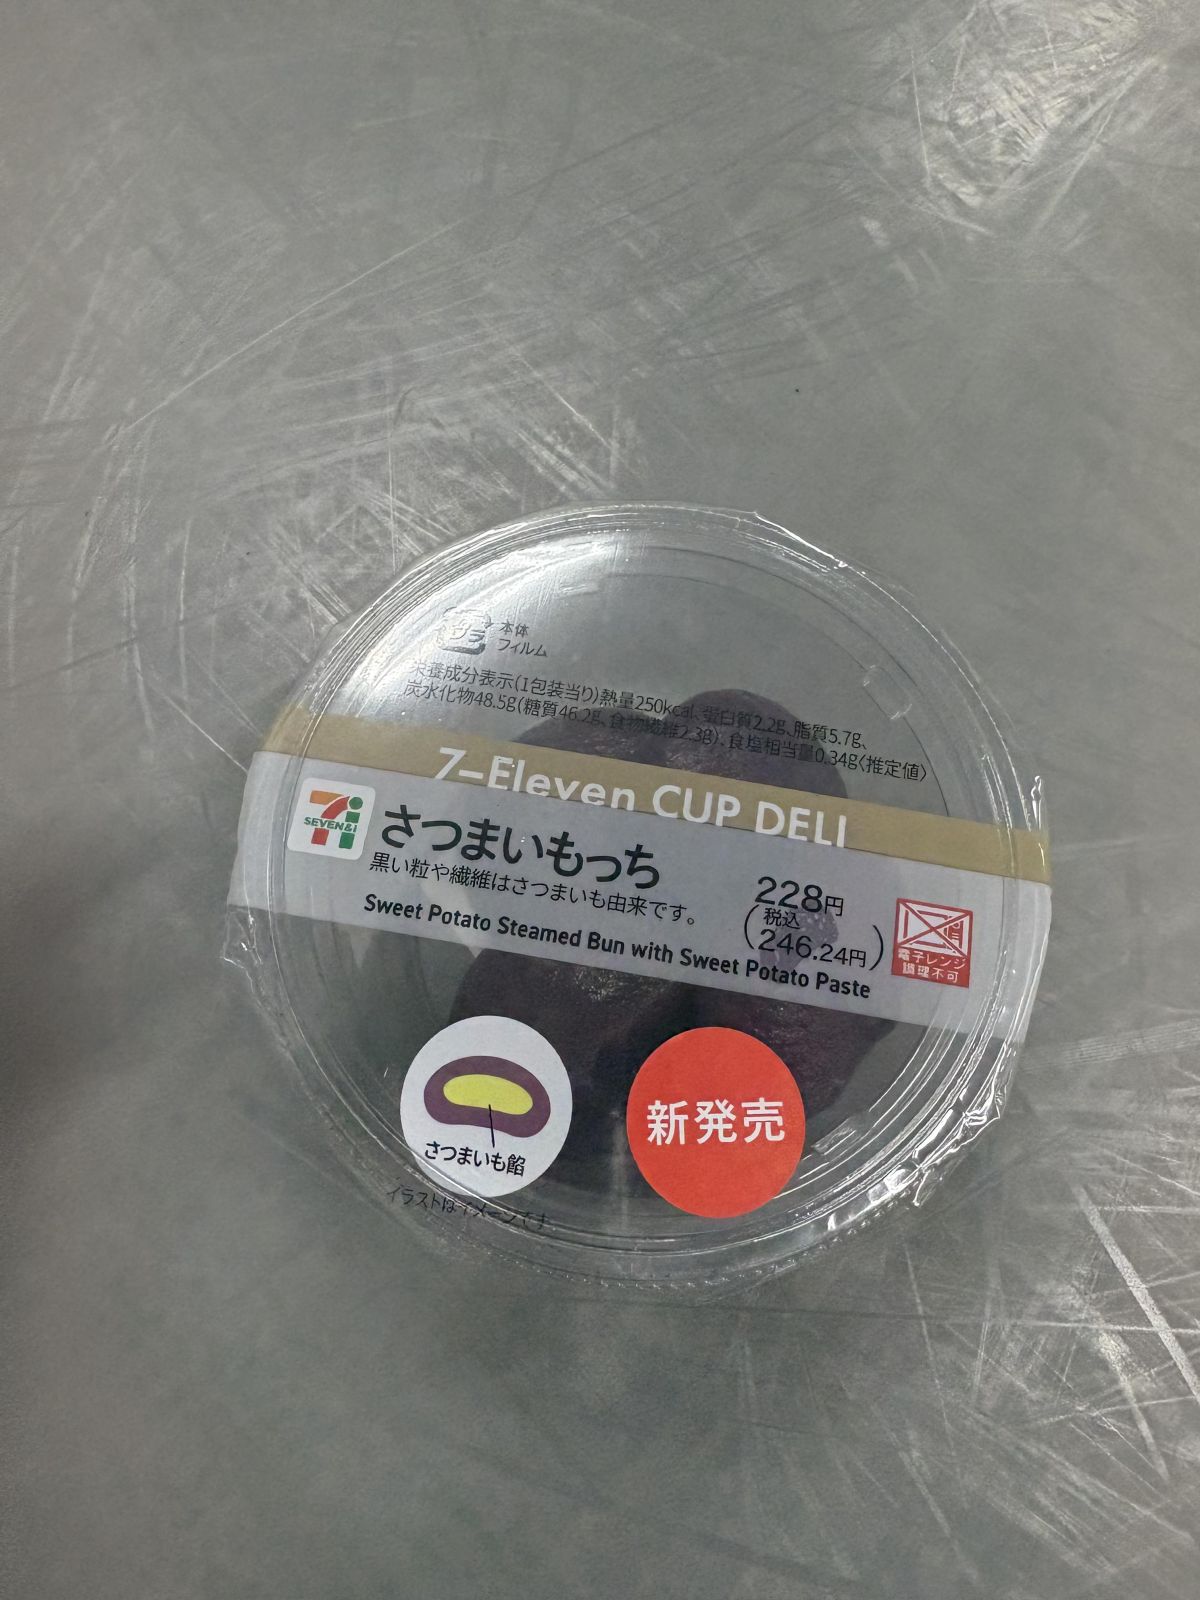 プラ
本体
フィルム
栄養成分表示(1包装当り)熱量250kcal、蛋白質2.2g、脂質5.7g、
炭水化物48.5g(糖質46.2g、食物繊維2.3g)、食塩相当量0.34g〈推定値〉
7-Eleven CUP DELI
SEVEN&i
さつまいもっち
黒い粒や繊維はさつまいも由来です。
Sweet Potato Steamed Bun with Sweet Potato Paste
228円
(税込
246.24円)
電子レンジ
調理不可
さつまいも餡
イラストはイメージです
新発売